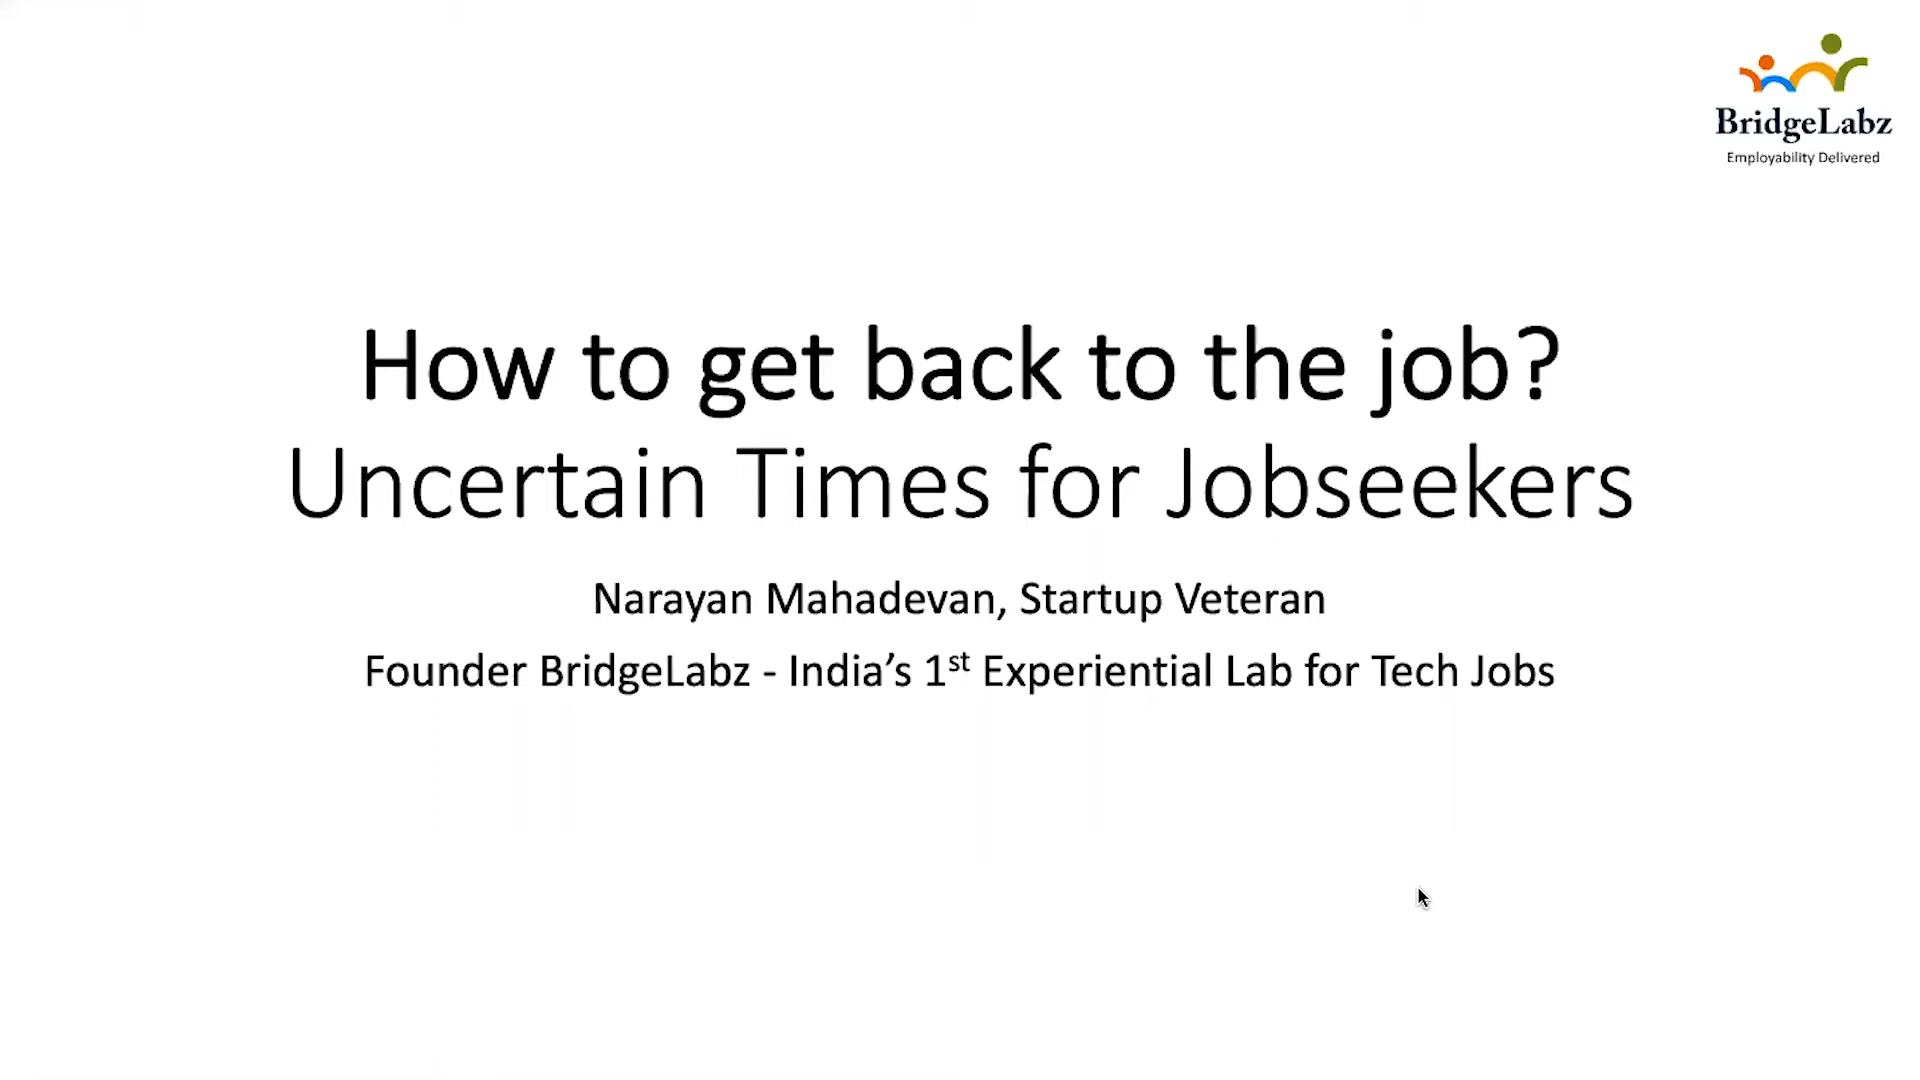 BridgeLabz
Employability Delivered
How to get back to the job?
Uncertain Times for Jobseekers
Narayan Mahadevan, Startup Veteran
Founder BridgeLabz - India’s 1st Experiential Lab for Tech Jobs